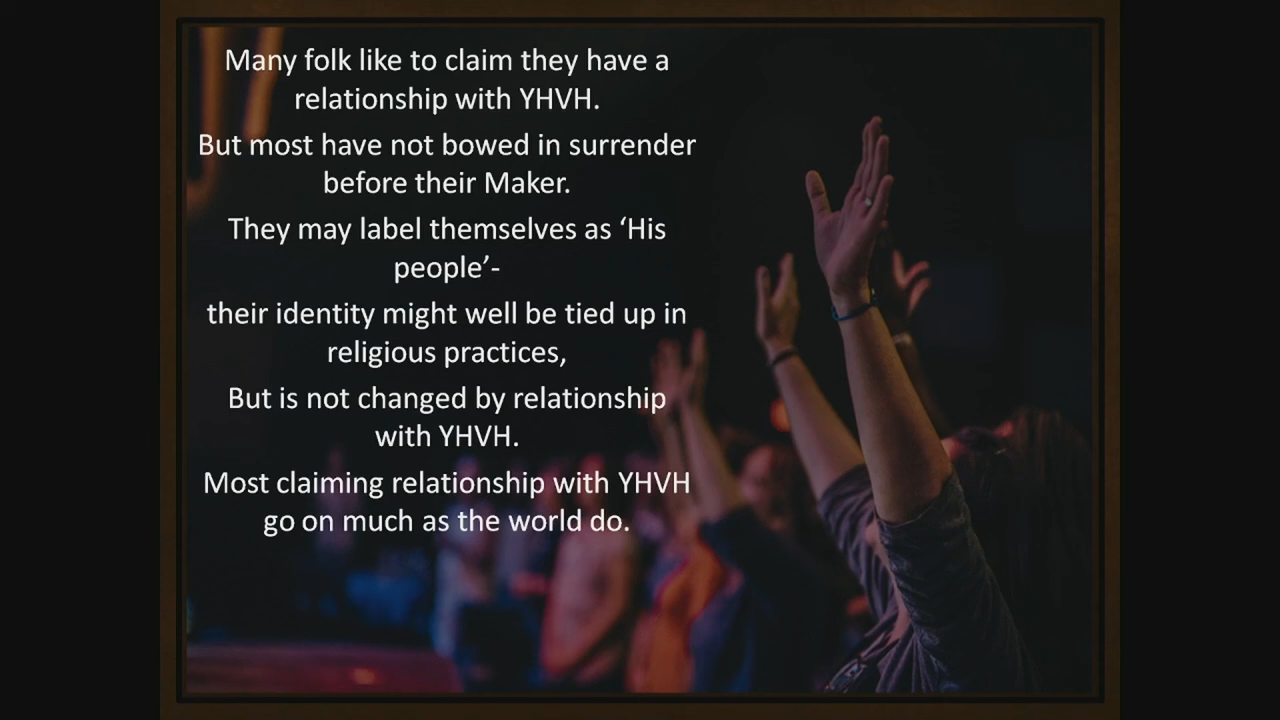 Many folk like to claim they have a
relationship with YHVH.
But most have not bowed in surrender
before their Maker.
They may label themselves as ‘His
people’-
their identity might well be tied up in
religious practices,
But is not changed by relationship
with YHVH.
Most claiming relationship with YHVH
go on much as the world do.